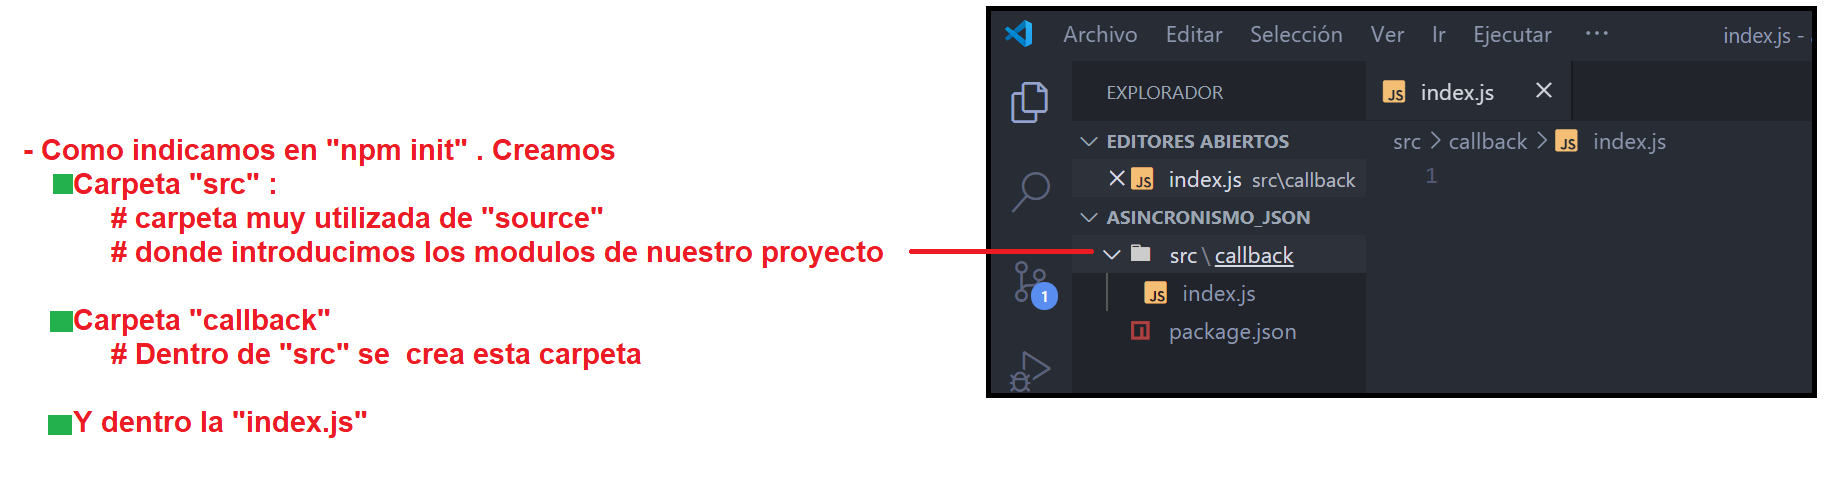 - Como indicamos en "npm init" . Creamos
Carpeta "src" :
# carpeta muy utilizada de "source"
# donde introducimos los modulos de nuestro proyecto
Carpeta "callback"
# Dentro de "src" se  crea esta carpeta
Y dentro la "index.js"
Archivo Editar Selección Ver Ir Ejecutar ··· index.js -
EXPLORADOR
JS index.js
EDITORES ABIERTOS
JS index.js src\callback
ASINCRONISMO_JSON
src \ callback
JS index.js
package.json
1
src > callback > JS index.js
1